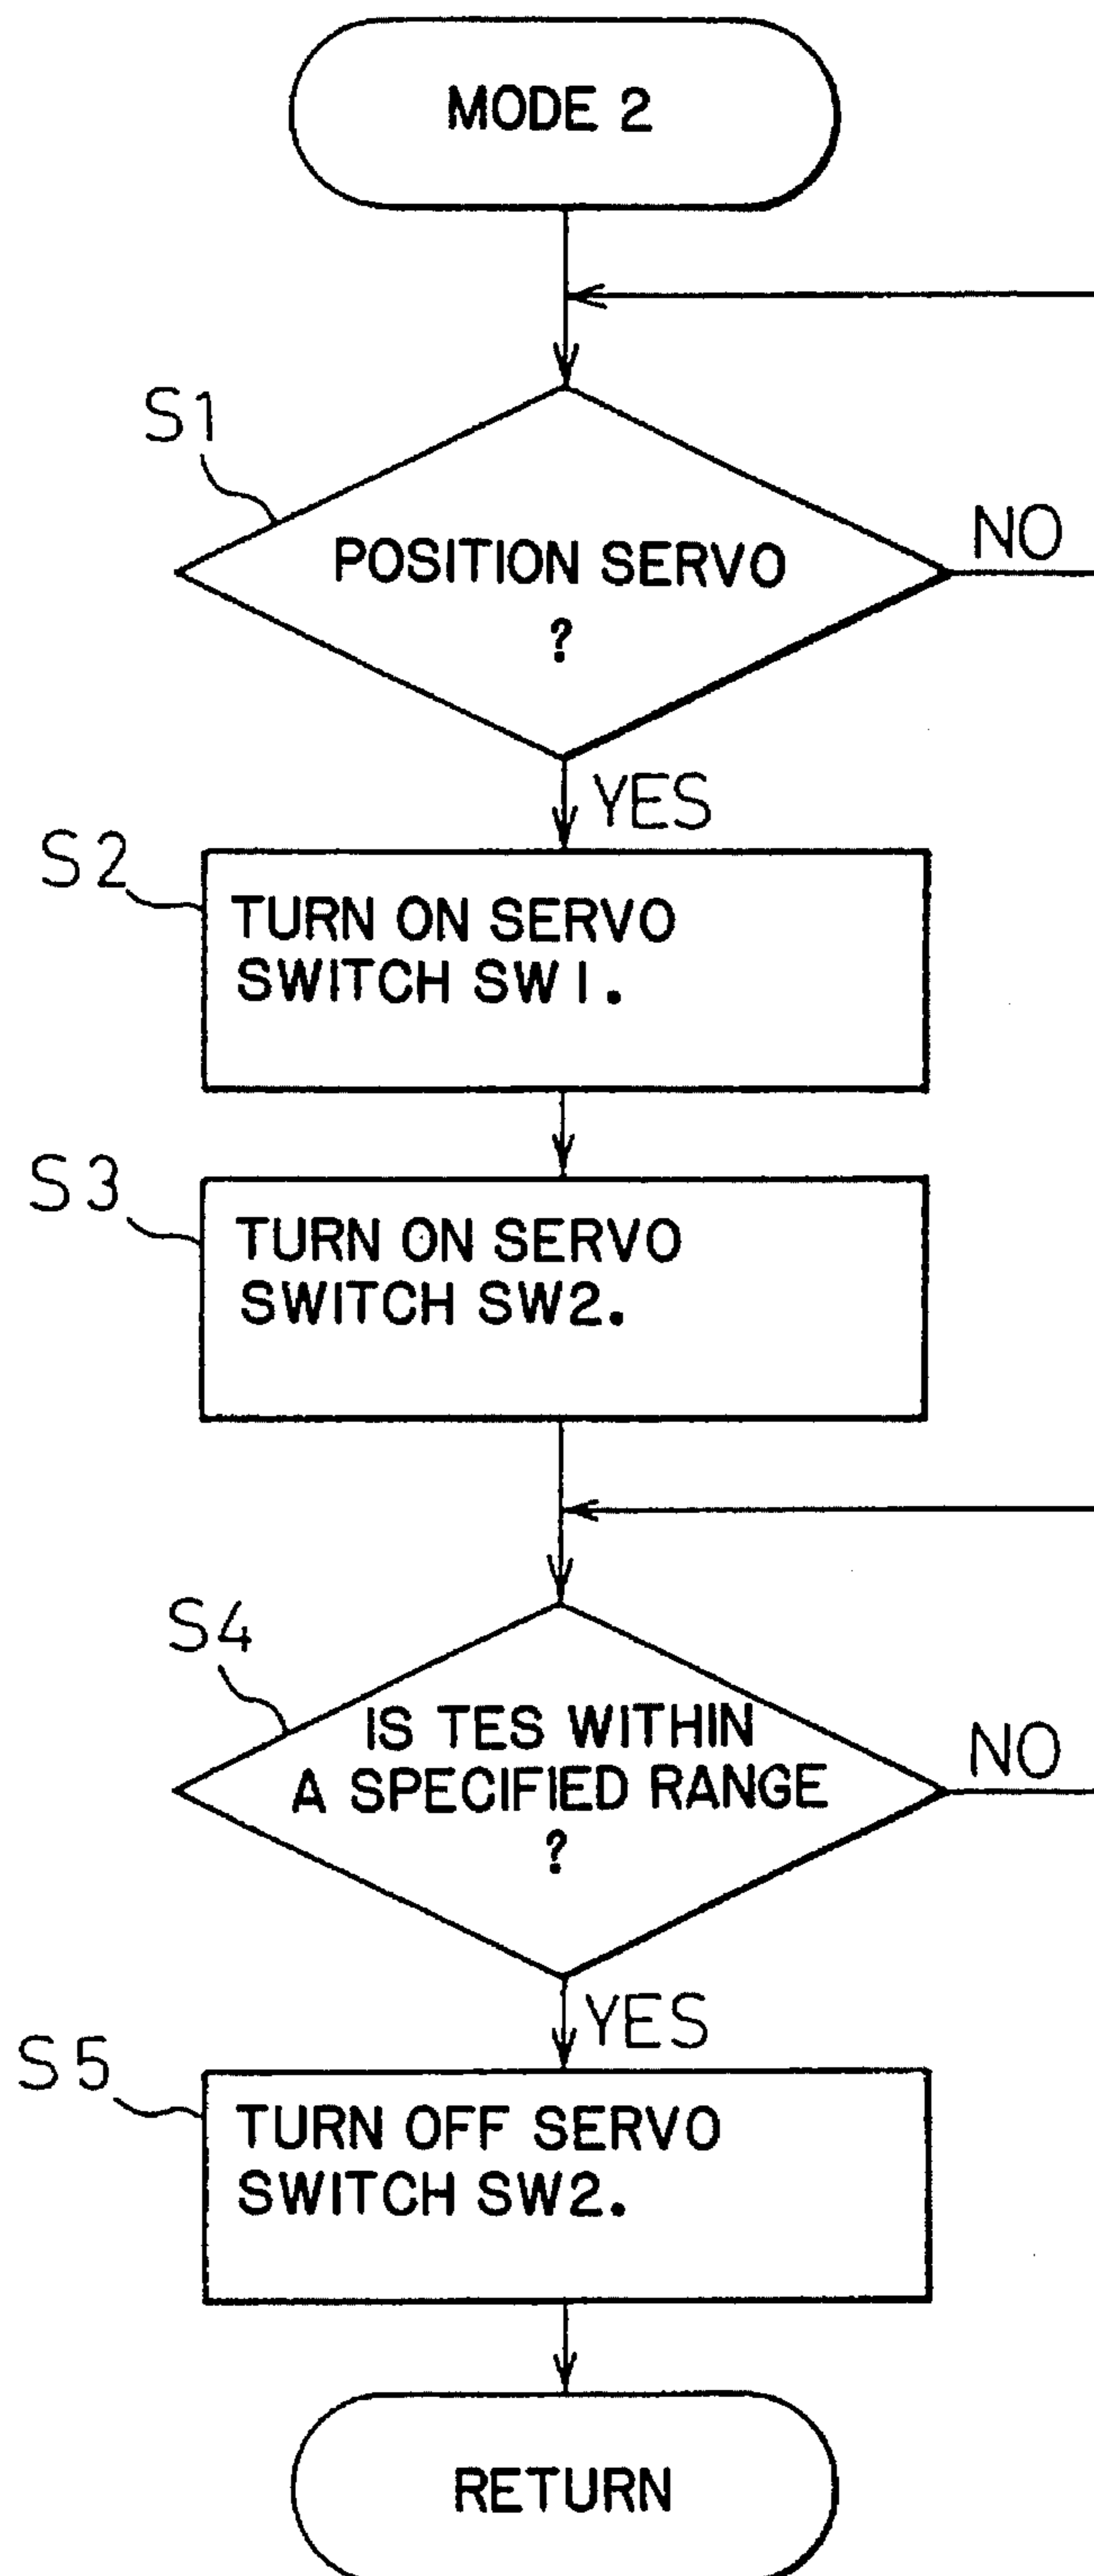 MODE 2
S1
POSITION SERVO
?
NO
YES
S2
TURN ON SERVO
SWITCH SW1.
S3
TURN ON SERVO
SWITCH SW2.
S4
IS TES WITHIN
A SPECIFIED RANGE
?
NO
YES
S5
TURN OFF SERVO
SWITCH SW2.
RETURN